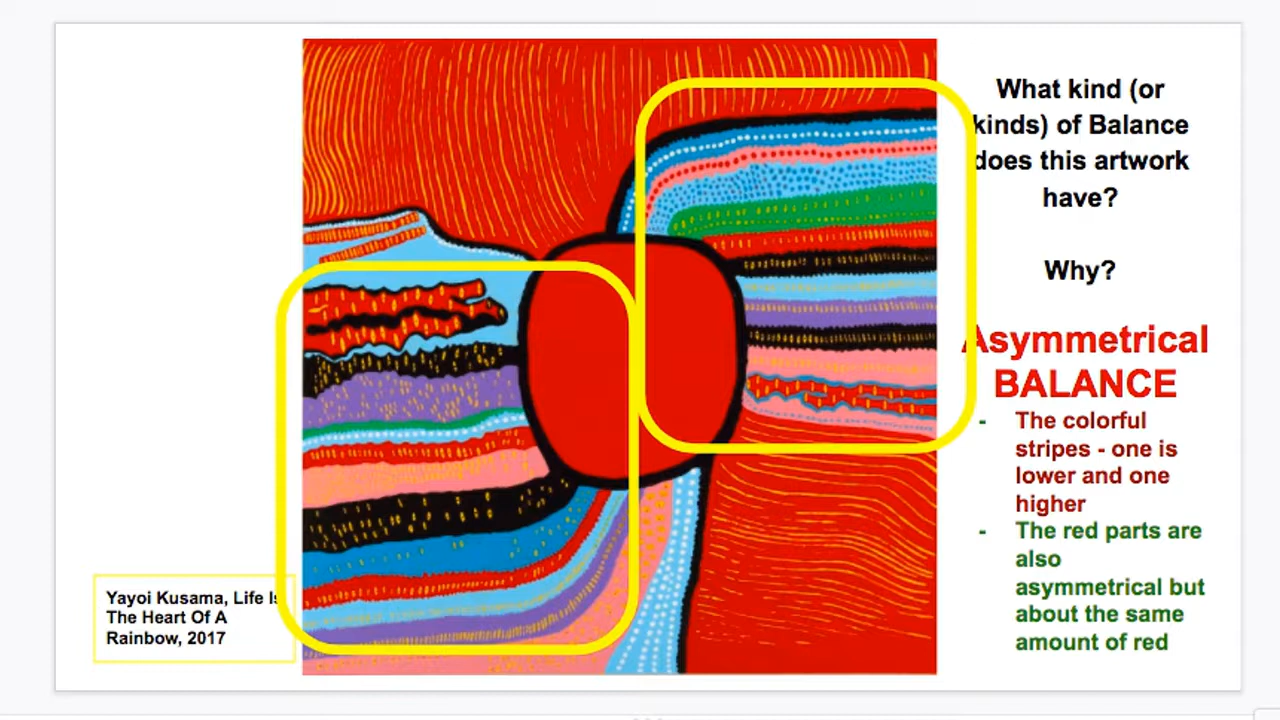 What kind (or
kinds) of Balance
does this artwork
have?
Why?
Asymmetrical
BALANCE
- The colorful
stripes - one is
lower and one
higher
- The red parts are
also
asymmetrical but
about the same
amount of red
Yayoi Kusama, Life Is
The Heart Of A
Rainbow, 2017